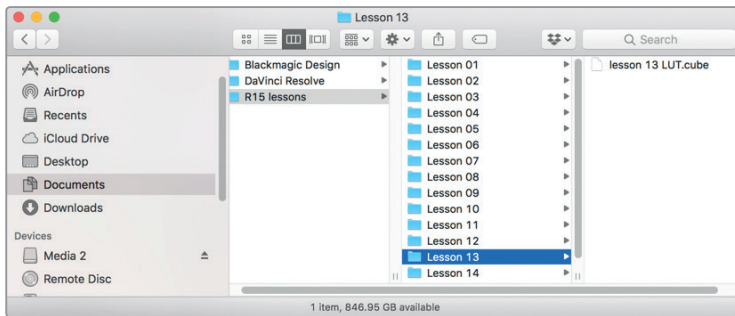 Lesson 13
Search
Applications
AirDrop
Recents
iCloud Drive
Desktop
Documents
Downloads
Devices
Media 2
Remote Disc
Blackmagic Design
DaVinci Resolve
R15 lessons
Lesson 01
Lesson 02
Lesson 03
Lesson 04
Lesson 05
Lesson 06
Lesson 07
Lesson 08
Lesson 09
Lesson 10
Lesson 11
Lesson 12
Lesson 13
Lesson 14
lesson 13 LUT.cube
1 item, 846.95 GB available